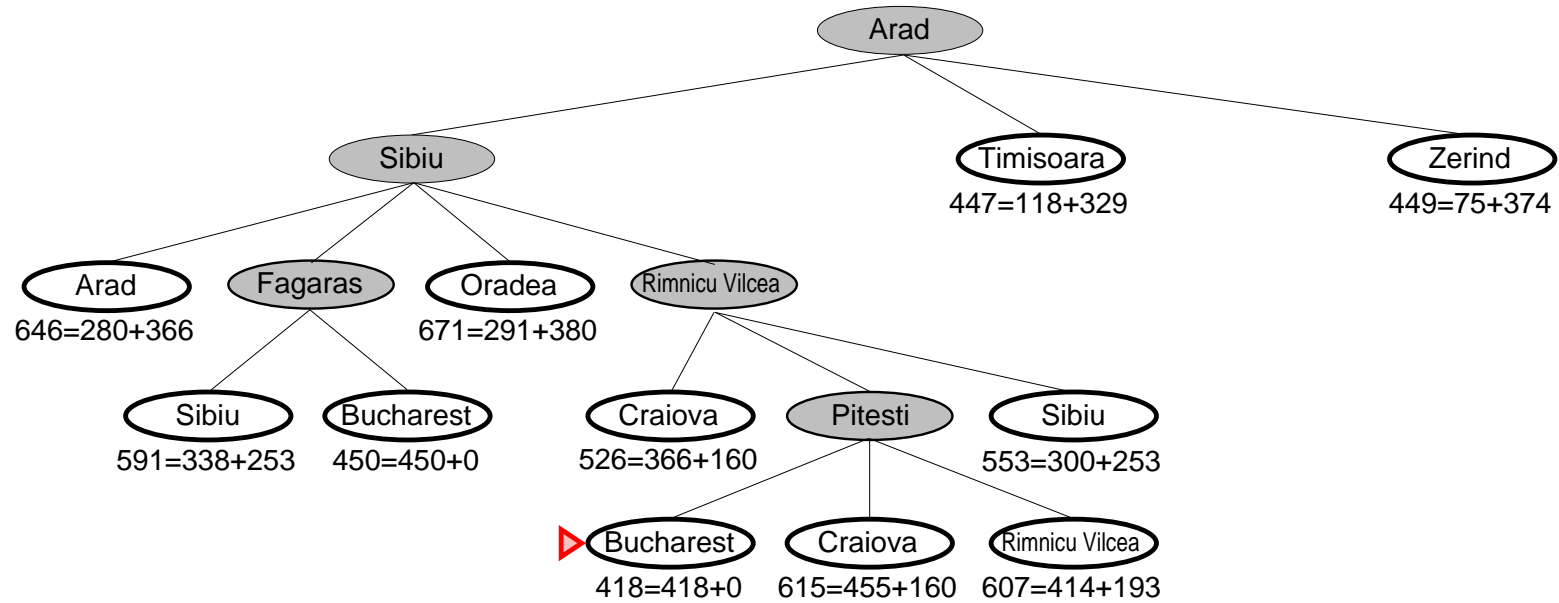 Arad
Sibiu
Timisoara
Zerind
447=118+329
449=75+374
Arad
Fagaras
Oradea
Rimnicu Vilcea
646=280+366
671=291+380
Sibiu
Bucharest
Craiova
Pitesti
Sibiu
591=338+253
450=450+0
526=366+160
553=300+253
Bucharest
Craiova
Rimnicu Vilcea
418=418+0
615=455+160
607=414+193